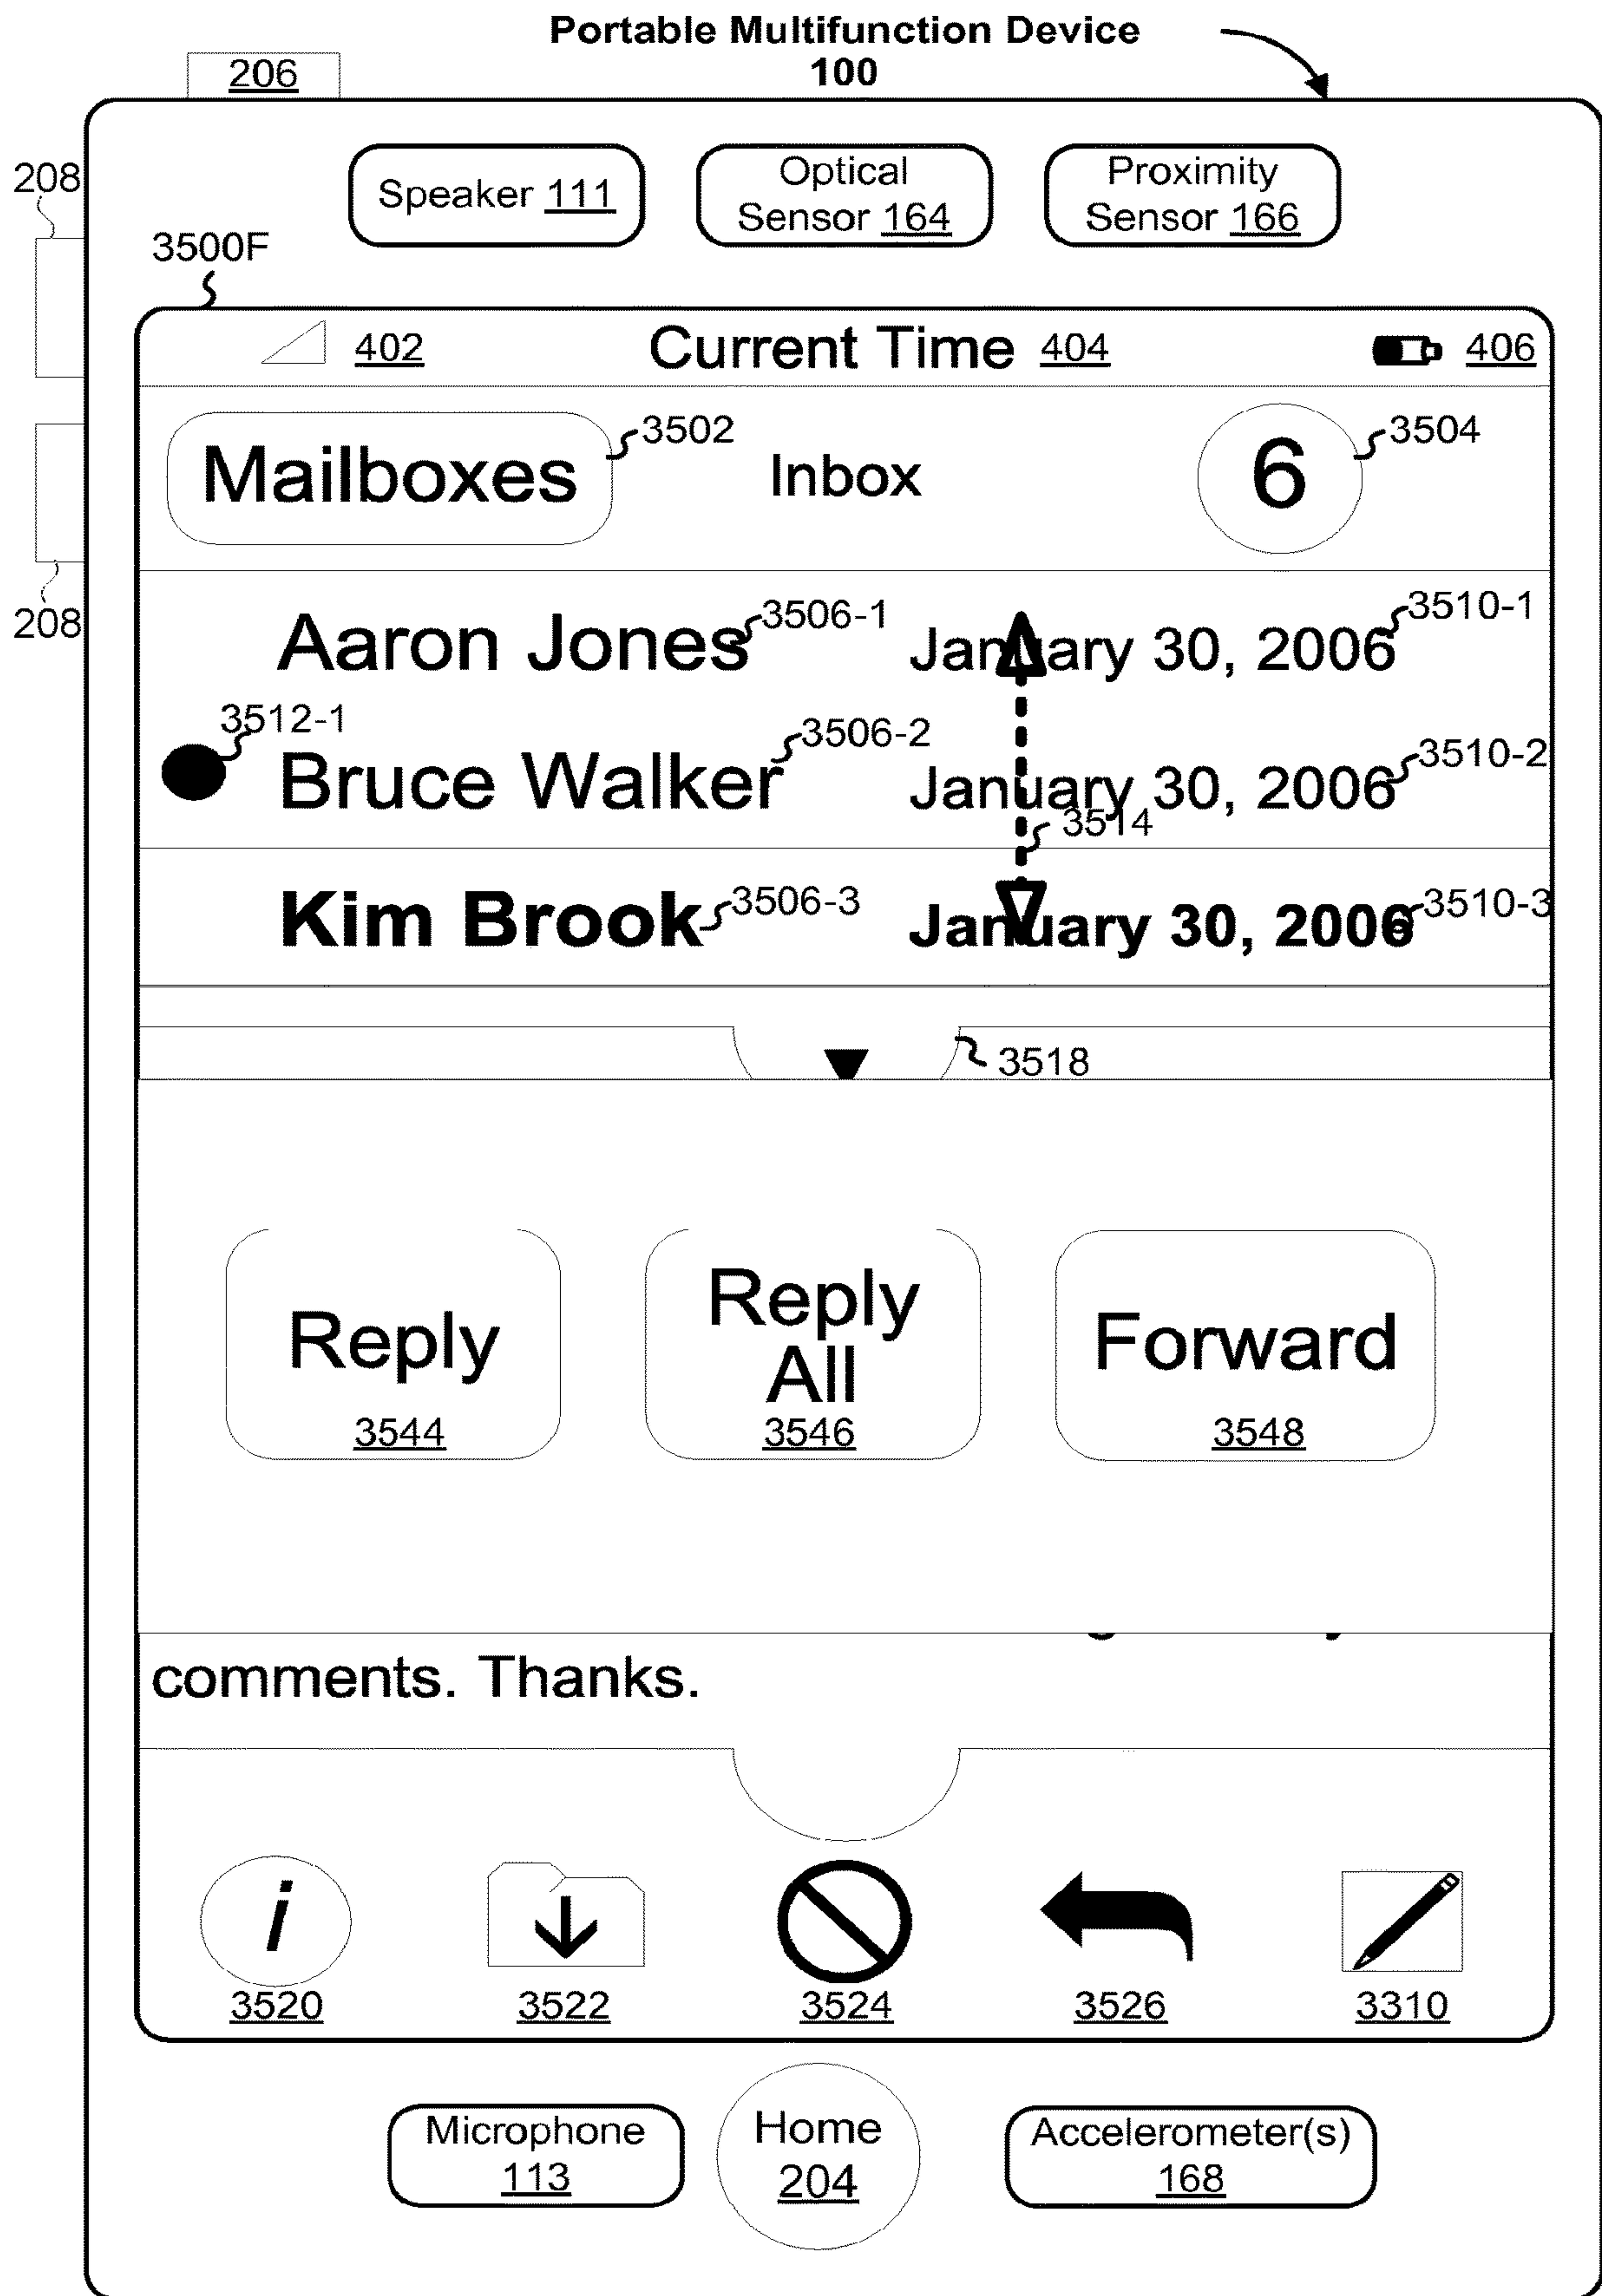 Portable Multifunction Device
100
206
208
208
Speaker 111
Optical
Sensor 164
Proximity
Sensor 166
3500F
402
Current Time 404
406
Mailboxes
3502
Inbox
6
3504
Aaron Jones
3506-1
January 30, 2006
3510-1
3512-1
Bruce Walker
3506-2
January 30, 2006
3510-2
3514
Kim Brook
3506-3
January 30, 2006
3510-3
3518
Reply
3544
Reply
All
3546
Forward
3548
comments. Thanks.
i
3520
3522
3524
3526
3310
Microphone
113
Home
204
Accelerometer(s)
168